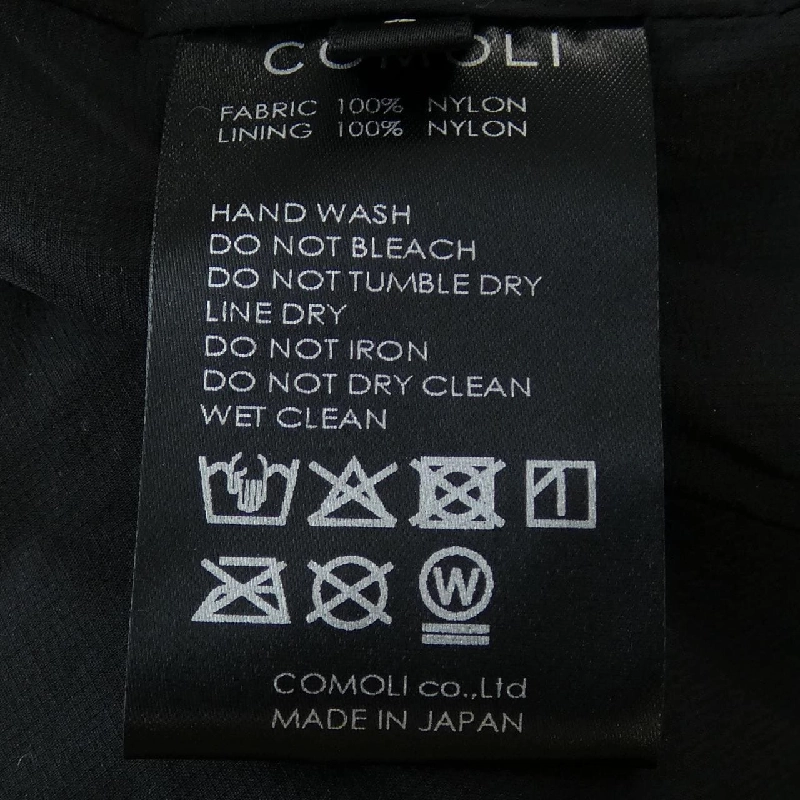 COMOLI
FABRIC 100% NYLON
LINING 100% NYLON
HAND WASH
DO NOT BLEACH
DO NOT TUMBLE DRY
LINE DRY
DO NOT IRON
DO NOT DRY CLEAN
WET CLEAN
W
COMOLI co.,Ltd
MADE IN JAPAN